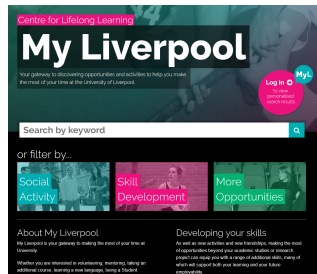 Centre for Lifelong Learning
My Liverpool
Your gateway to discovering opportunities and activities to help you make
the most of your time at the University of Liverpool.
MyL
Log in
to view
personalised
search results
Search by keyword
or filter by...
Social
Activity
Skill
Development
More
Opportunities
About My Liverpool
My Liverpool is your gateway to making the most of your time at
University
Whether you are interested in volunteering, mentoring, taking an
additional course, learning a new language, being a Student
Developing your skills
As well as new activities and new friendships, making the most
of opportunities beyond your academic studies or research
project can equip you with a range of additional skills, many of
which will support both your learning and your future
employability